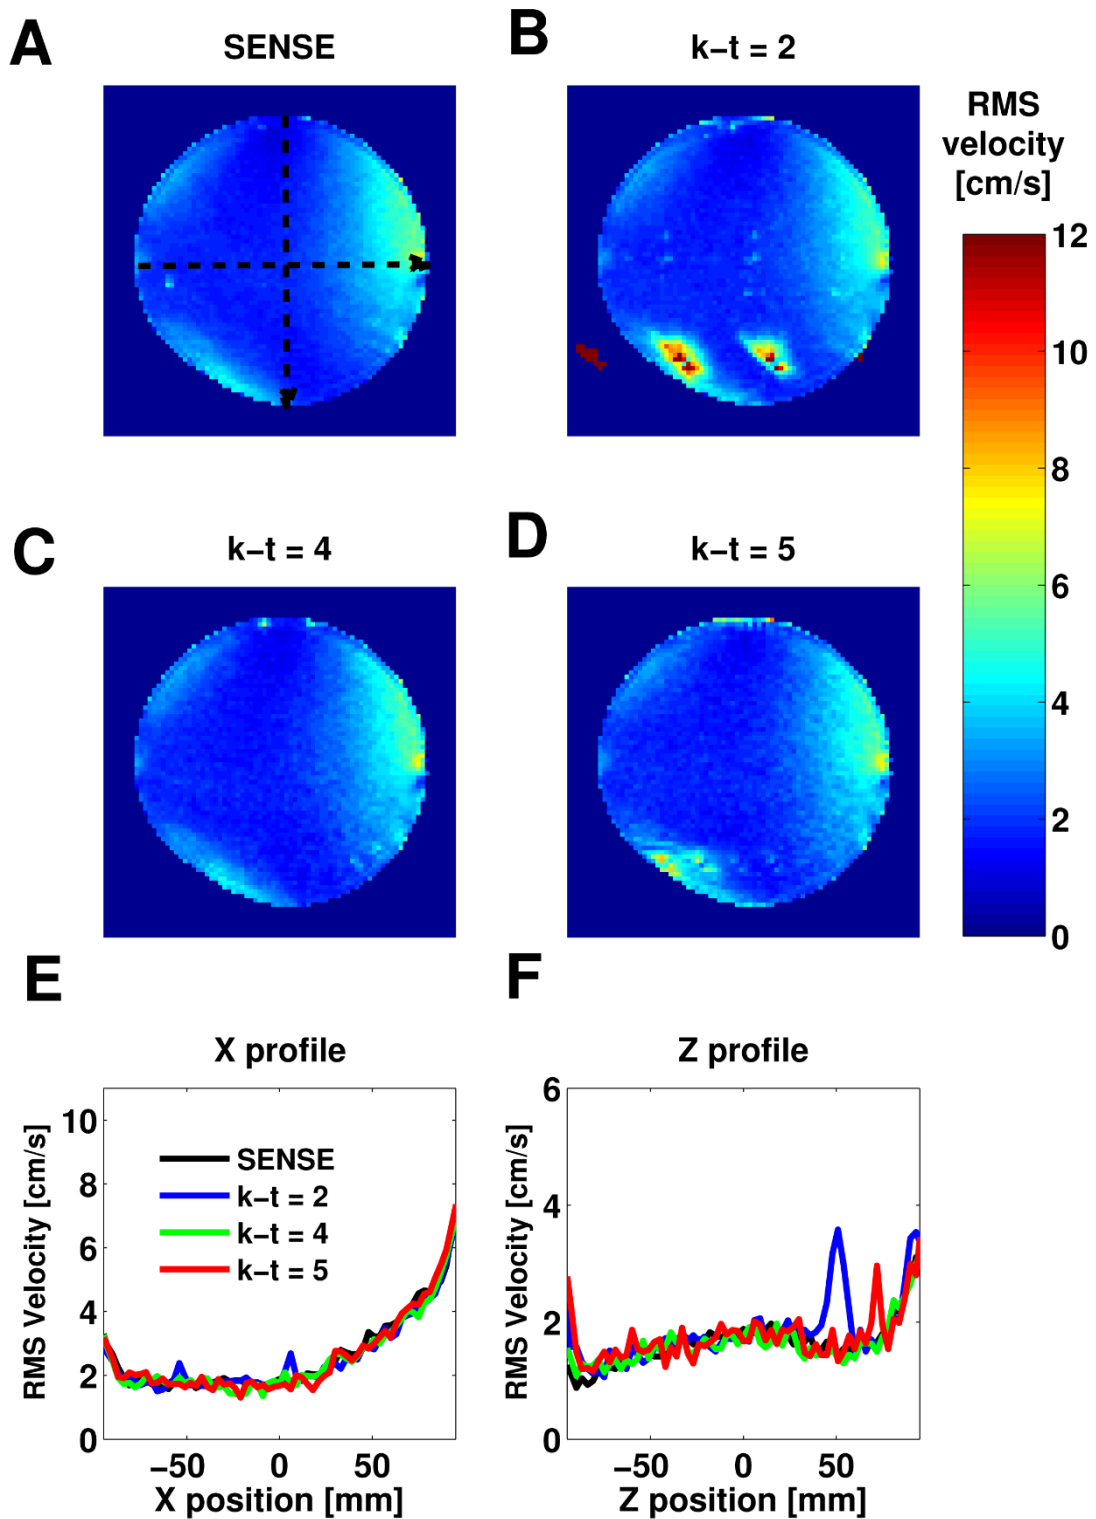 A
SENSE
B
k-t = 2
RMS
velocity
[cm/s]
12
10
8
6
4
2
0
C
k-t = 4
D
k-t = 5
E
X profile
RMS Velocity [cm/s]
10
8
6
4
2
0
SENSE
k-t = 2
k-t = 4
k-t = 5
-50 0 50
X position [mm]
F
Z profile
RMS Velocity [cm/s]
6
4
2
0
-50 0 50
Z position [mm]